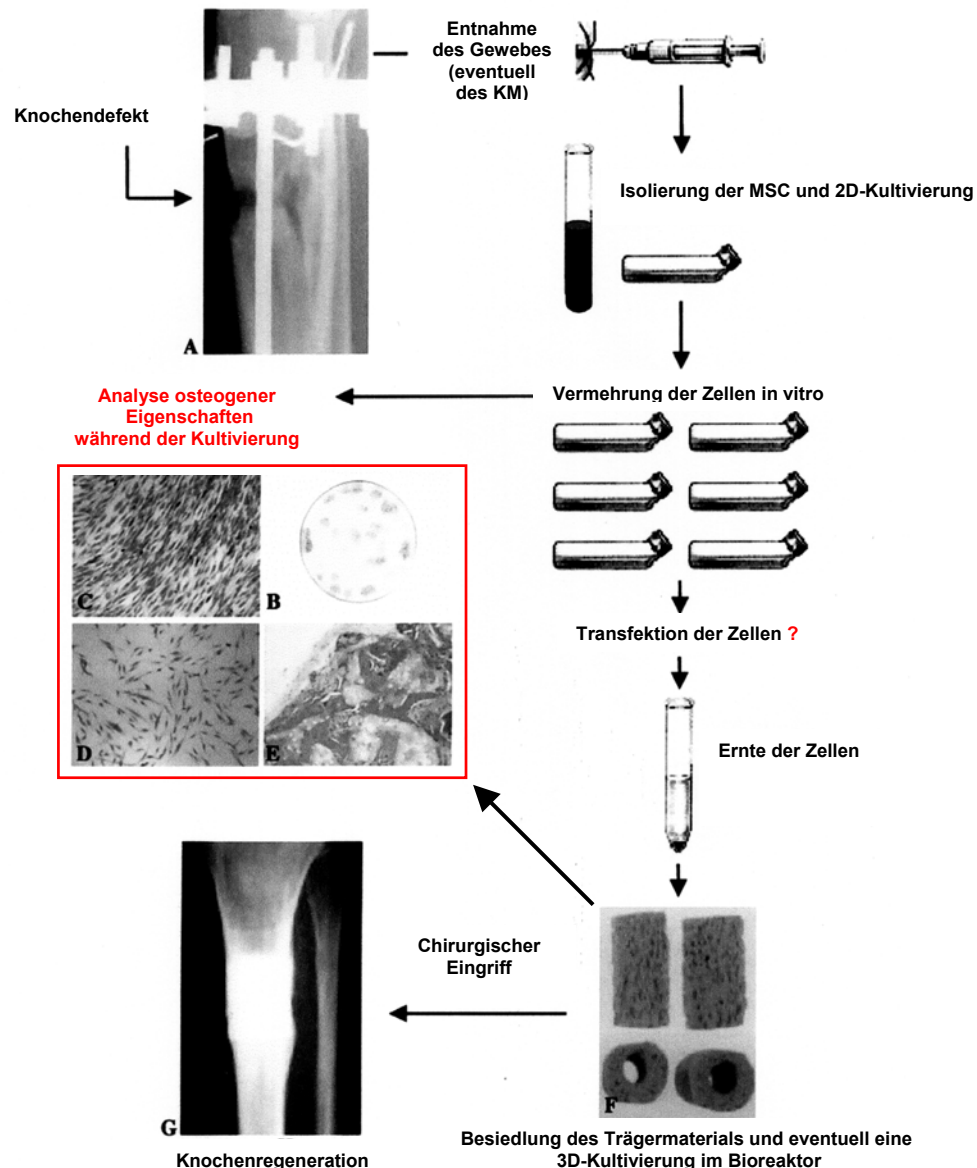 Entnahme
des Gewebes
(eventuell
des KM)
Knochendefekt
Isolierung der MSC und 2D-Kultivierung
A
Analyse osteogener
Eigenschaften
während der Kultivierung
Vermehrung der Zellen in vitro
C
B
D
E
Transfektion der Zellen ?
Ernte der Zellen
Chirurgischer
Eingriff
F
G
Knochenregeneration
Besiedlung des Trägermaterials und eventuell eine
3D-Kultivierung im Bioreaktor